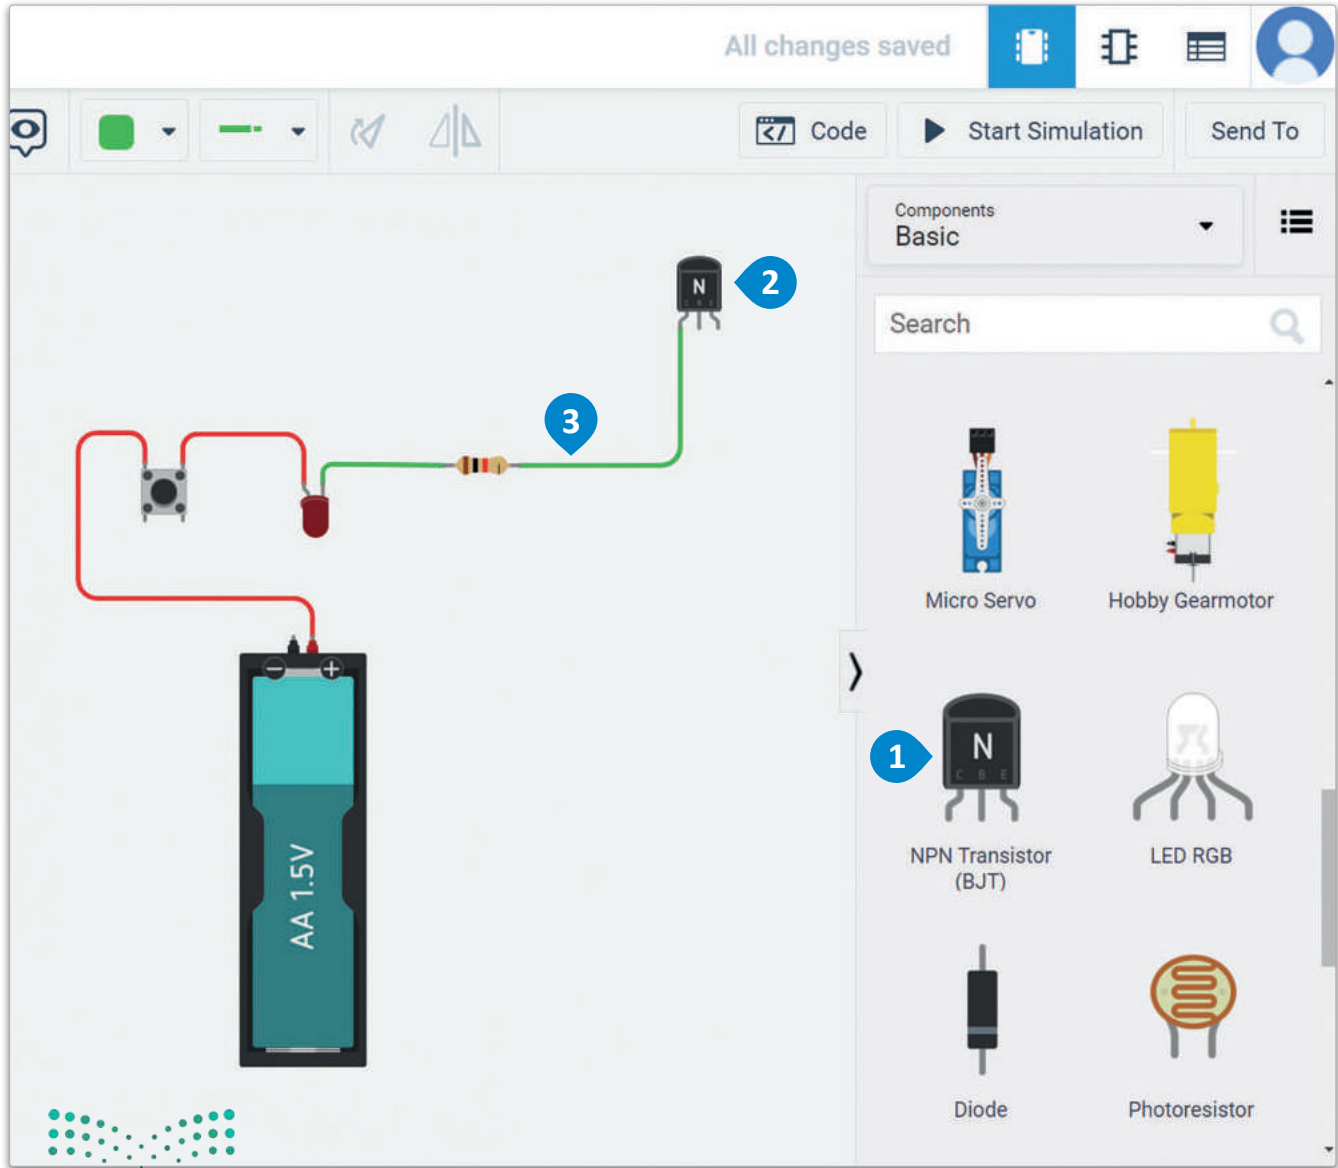 All changes saved
Code
Start Simulation
Send To
Components
Basic
Search
N
C B E
2
3
Micro Servo
Hobby Gearmotor
1
N
C B E
NPN Transistor
(BJT)
LED RGB
− +
AA 1.5V
Diode
Photoresistor